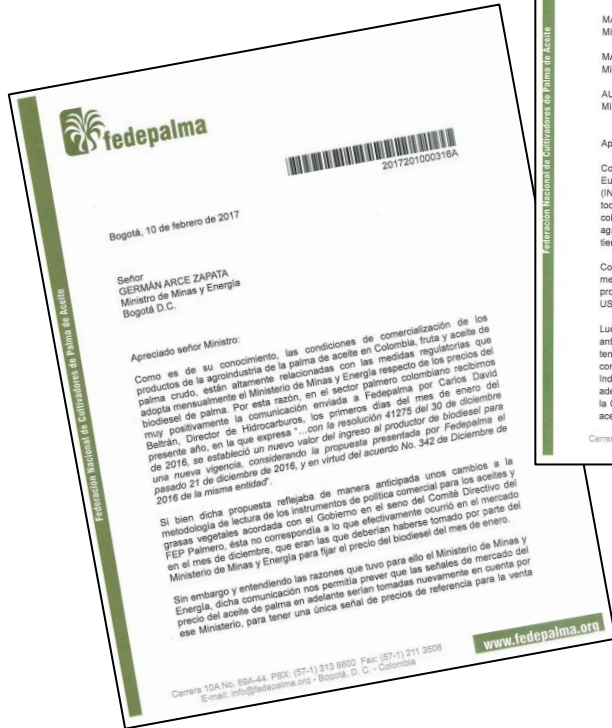 fedepalma
2017201000316A
Bogotá, 10 de febrero de 2017
Señor
GERMÁN ARCE ZAPATA
Ministro de Minas y Energía
Bogotá D.C.
Apreciado señor Ministro:
Como es de su conocimiento, las condiciones de comercialización de los
productos de la agroindustria de la palma de aceite en Colombia, fruta y aceite de
palma crudo, están altamente relacionadas con las medidas regulatorias que
adopta mensualmente el Ministerio de Minas y Energía respecto de los precios del
biodiesel de palma. Por esta razón, en el sector palmero colombiano recibimos
muy positivamente la comunicación enviada a Fedepalma por Carlos David
Beltrán, Director de Hidrocarburos, los primeros días del mes de enero del
presente año, en la que expresa “...con la resolución 41275 del 30 de diciembre
de 2016, se estableció un nuevo valor del ingreso al productor de biodiesel para
una nueva vigencia, considerando la propuesta presentada por Fedepalma el
pasado 21 de diciembre de 2016, y en virtud del acuerdo No. 342 de Diciembre de
2016 de la misma entidad”.
Si bien dicha propuesta reflejaba de manera anticipada unos cambios a la
metodología de lectura de los instrumentos de política comercial para los aceites y
grasas vegetales acordada con el Gobierno en el seno del Comité Directivo del
FEP Palmero, ésta no correspondía a lo que efectivamente ocurrió en el mercado
en el mes de diciembre, que eran las que deberían haberse tomado por parte del
Ministerio de Minas y Energía para fijar el precio del biodiesel del mes de enero.
Sin embargo y entendiendo las razones que tuvo para ello el Ministerio de Minas y
Energía, dicha comunicación nos permitía prever que las señales de mercado del
precio del aceite de palma en adelante serían tomadas nuevamente en cuenta por
ese Ministerio, para tener una única señal de precios de referencia para la venta
Carrera 10A No. 69A-44. PBX: (57-1) 313 8600 Fax: (57-1) 211 3508
E-mail: info@fedepalma.org - Bogotá, D. C. - Colombia
www.fedepalma.org
Federación Nacional de Cultivadores de Palma de Aceite
Federación Nacional de Cultivadores de Palma de Aceite